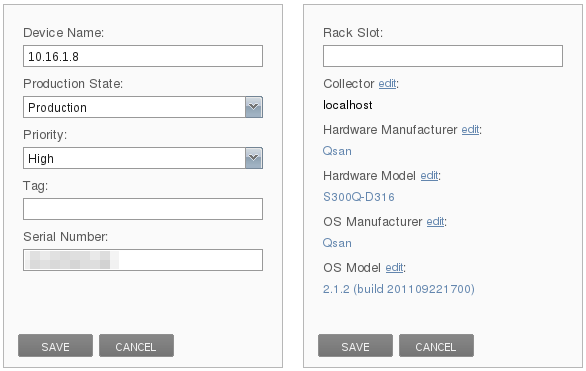 Device Name:
10.16.1.8
Production State:
Production
Priority:
High
Tag:
Serial Number:
SAVE CANCEL
Rack Slot:
Collector edit:
localhost
Hardware Manufacturer edit:
Qsan
Hardware Model edit:
S300Q-D316
OS Manufacturer edit:
Qsan
OS Model edit:
2.1.2 (build 201109221700)
SAVE CANCEL